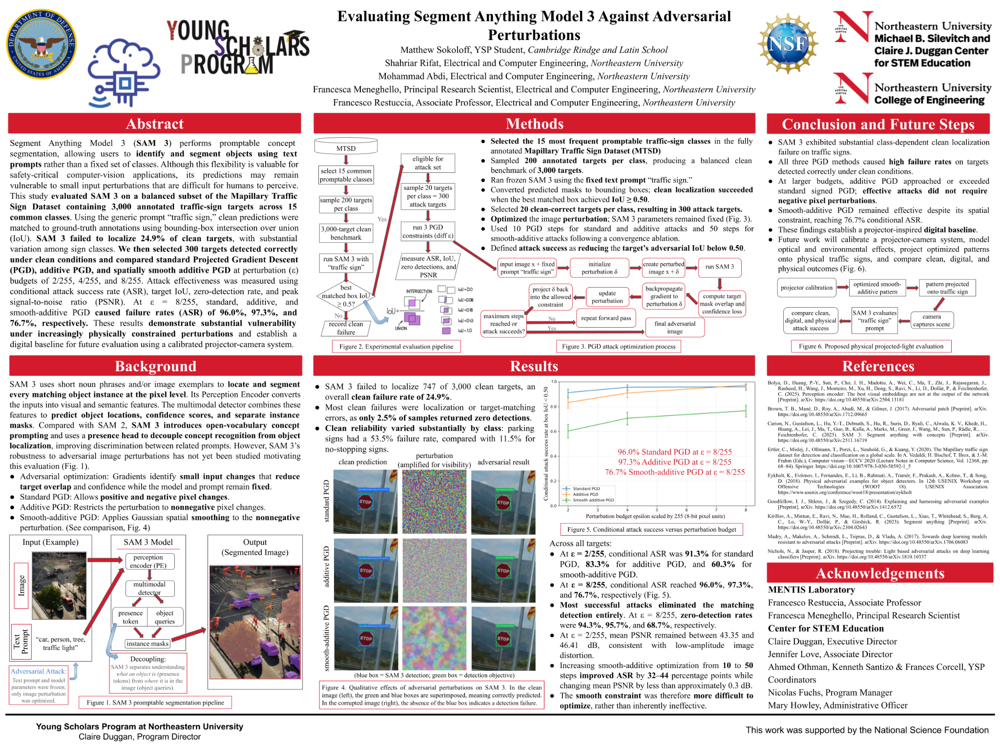 DEPARTMENT OF DEFENSE
UNITED STATES OF AMERICA
YOUNG
SCHOLARS
PROGRAM
Evaluating Segment Anything Model 3 Against Adversarial
Perturbations
Matthew Sokoloff, YSP Student, Cambridge Rindge and Latin School
Shahriar Rifat, Electrical and Computer Engineering, Northeastern University
Mohammad Abdi, Electrical and Computer Engineering, Northeastern University
Francesca Meneghello, Principal Research Scientist, Electrical and Computer Engineering, Northeastern University
Francesco Restuccia, Associate Professor, Electrical and Computer Engineering, Northeastern University
NSF
LVX
VERITAS
VIRTVS
Northeastern University
Michael B. Silevitch and
Claire J. Duggan Center
for STEM Education
LVX
VERITAS
VIRTVS
Northeastern University
College of Engineering
Abstract
Segment Anything Model 3 (SAM 3) performs promptable concept
segmentation, allowing users to identify and segment objects using text
prompts rather than a fixed set of classes. Although this flexibility is valuable for
safety-critical computer-vision applications, its predictions may remain
vulnerable to small input perturbations that are difficult for humans to perceive.
This study evaluated SAM 3 on a balanced subset of the Mapillary Traffic
Sign Dataset containing 3,000 annotated traffic-sign targets across 15
common classes. Using the generic prompt “traffic sign,” clean predictions were
matched to ground-truth annotations using bounding-box intersection over union
(IoU). SAM 3 failed to localize 24.9% of clean targets, with substantial
variation among sign classes. We then selected 300 targets detected correctly
under clean conditions and compared standard Projected Gradient Descent
(PGD), additive PGD, and spatially smooth additive PGD at perturbation (ε)
budgets of 2/255, 4/255, and 8/255. Attack effectiveness was measured using
conditional attack success rate (ASR), target IoU, zero-detection rate, and peak
signal-to-noise ratio (PSNR). At ε = 8/255, standard, additive, and
smooth-additive PGD caused failure rates (ASR) of 96.0%, 97.3%, and
76.7%, respectively. These results demonstrate substantial vulnerability
under increasingly physically constrained perturbations and establish a
digital baseline for future evaluation using a calibrated projector-camera system.
Background
SAM 3 uses short noun phrases and/or image exemplars to locate and segment
every matching object instance at the pixel level. Its Perception Encoder converts
the inputs into visual and semantic features. The multimodal detector combines these
features to predict object locations, confidence scores, and separate instance
masks. Compared with SAM 2, SAM 3 introduces open-vocabulary concept
prompting and uses a presence head to decouple concept recognition from object
localization, improving discrimination between related prompts. However, SAM 3’s
robustness to adversarial image perturbations has not yet been studied motivating
this evaluation (Fig. 1).
● Adversarial optimization: Gradients identify small input changes that reduce
target overlap and confidence while the model and prompt remain fixed.
● Standard PGD: Allows positive and negative pixel changes.
● Additive PGD: Restricts the perturbation to nonnegative pixel changes.
● Smooth-additive PGD: Applies Gaussian spatial smoothing to the nonnegative
perturbation. (See comparison, Fig. 4)
Input (Example)
Image
Text
Prompt
“car, person, tree,
traffic light”
SAM 3 Model
perception
encoder (PE)
multimodal
detector
presence
token
object
queries
instance masks
Output
(Segmented Image)
Adversarial Attack:
Text prompt and model
parameters were frozen;
only image perturbation
was optimized.
Decoupling:
SAM 3 separates understanding
what an object is (presence
tokens) from where it is in the
image (object queries).
Figure 1. SAM 3 promptable segmentation pipeline
Methods
MTSD
select 15 common
promptable classes
sample 200 targets
per class
3,000-target clean
benchmark
run SAM 3 with
“traffic sign”
best
matched box IoU
≥ 0.5?
No
record clean
failure
Yes
eligible for
attack set
sample 20 targets
per class = 300
attack targets
run 3 PGD
constraints (diff ε)
measure ASR, IoU,
zero detections, and
PSNR
IoU =
INTERSECTION
UNION
IoU=0.0
IoU=0.08
IoU=0.18
IoU=0.43
IoU=1.0
Figure 2. Experimental evaluation pipeline
● Selected the 15 most frequent promptable traffic-sign classes in the fully
annotated Mapillary Traffic Sign Dataset (MTSD)
● Sampled 200 annotated targets per class, producing a balanced clean
benchmark of 3,000 targets.
● Ran frozen SAM 3 using the fixed text prompt “traffic sign.”
● Converted predicted masks to bounding boxes; clean localization succeeded
when the best matched box achieved IoU ≥ 0.50.
● Selected 20 clean-correct targets per class, resulting in 300 attack targets.
● Optimized the image perturbation; SAM 3 parameters remained fixed (Fig. 3).
● Used 10 PGD steps for standard and additive attacks and 50 steps for
smooth-additive attacks following a convergence ablation.
● Defined attack success as reducing the target’s adversarial IoU below 0.50.
input image x + fixed
prompt “traffic sign”
initialize
perturbation δ
create perturbed
image x + δ
run SAM 3
compute target
mask overlap and
confidence loss
backpropagate
gradient to
perturbation δ
update
perturbation
project δ back
into the allowed
constraint
maximum steps
reached or
attack succeeds?
No
Yes
repeat forward pass
final adversarial
image
Figure 3. PGD attack optimization process
Results
● SAM 3 failed to localize 747 of 3,000 clean targets, an
overall clean failure rate of 24.9%.
● Most clean failures were localization or target-matching
errors, as only 2.5% of samples returned zero detections.
● Clean reliability varied substantially by class: parking
signs had a 53.5% failure rate, compared with 11.5% for
no-stopping signs.
clean prediction
perturbation
(amplified for visibility)
adversarial result
standard PGD
STOP
STOP
additive PGD
STOP
STOP
smooth-additive PGD
STOP
STOP
(blue box = SAM 3 detection; green box = detection objective)
Figure 4. Qualitative effects of adversarial perturbations on SAM 3. In the clean
image (left), the green and blue boxes are superimposed, meaning correctly predicted.
In the corrupted image (right), the absence of the blue box indicates a detection failure.
Conditional attack success rate at box IoU < 0.50
1.0
0.8
0.6
0.4
0.2
0.0
2
3
4
5
6
7
8
96.0% Standard PGD at ε = 8/255
97.3% Additive PGD at ε = 8/255
76.7% Smooth-additive PGD at ε = 8/255
Standard PGD
Additive PGD
Smooth additive PGD
Perturbation budget epsilon scaled by 255 (8-bit pixel units)
Figure 5. Conditional attack success versus perturbation budget
Across all targets:
● At ε = 2/255, conditional ASR was 91.3% for standard
PGD, 83.3% for additive PGD, and 60.3% for
smooth-additive PGD.
● At ε = 8/255, conditional ASR reached 96.0%, 97.3%,
and 76.7%, respectively (Fig. 5).
● Most successful attacks eliminated the matching
detection entirely. At ε = 8/255, zero-detection rates
were 94.3%, 95.7%, and 68.7%, respectively.
● At ε = 2/255, mean PSNR remained between 43.35 and
46.41 dB, consistent with low-amplitude image
distortion.
● Increasing smooth-additive optimization from 10 to 50
steps improved ASR by 32–44 percentage points while
changing mean PSNR by less than approximately 0.3 dB.
● The smooth constraint was therefore more difficult to
optimize, rather than inherently ineffective.
Conclusion and Future Steps
● SAM 3 exhibited substantial class-dependent clean localization
failure on traffic signs.
● All three PGD methods caused high failure rates on targets
detected correctly under clean conditions.
● At larger budgets, additive PGD approached or exceeded
standard signed PGD; effective attacks did not require
negative pixel perturbations.
● Smooth-additive PGD remained effective despite its spatial
constraint, reaching 76.7% conditional ASR.
● These findings establish a projector-inspired digital baseline.
● Future work will calibrate a projector-camera system, model
optical and environmental effects, project optimized patterns
onto physical traffic signs, and compare clean, digital, and
physical outcomes (Fig. 6).
projector calibration
optimized smooth-
additive pattern
pattern projected
onto traffic sign
camera
captures scene
SAM 3 evaluates
“traffic sign”
prompt
compare clean,
digital, and physical
attack success
Figure 6. Proposed physical projected-light evaluation
References
Bolya, D., Huang, P.-Y., Sun, P., Cho, J. H., Madotto, A., Wei, C., Ma, T., Zhi, J., Rajasegaran, J.,
Rasheed, H., Wang, J., Monteiro, M., Xu, H., Dong, S., Ravi, N., Li, D., Dollár, P., & Feichtenhofer,
C. (2025). Perception encoder: The best visual embeddings are not at the output of the network
[Preprint]. arXiv. https://doi.org/10.48550/arXiv.2504.13181
Brown, T. B., Mané, D., Roy, A., Abadi, M., & Gilmer, J. (2017). Adversarial patch [Preprint]. arXiv.
https://doi.org/10.48550/arXiv.1712.09665
Carion, N., Gustafson, L., Hu, Y.-T., Debnath, S., Hu, R., Suris, D., Ryali, C., Alwala, K. V., Khedr, H.,
Huang, A., Lei, J., Ma, T., Guo, B., Kalla, A., Marks, M., Greer, J., Wang, M., Sun, P., Rädle, R., . . .
Feichtenhofer, C. (2025). SAM 3: Segment anything with concepts [Preprint]. arXiv.
https://doi.org/10.48550/arXiv.2511.16719
Ertler, C., Mislej, J., Ollmann, T., Porzi, L., Neuhold, G., & Kuang, Y. (2020). The Mapillary traffic sign
dataset for detection and classification on a global scale. In A. Vedaldi, H. Bischof, T. Brox, & J.-M.
Frahm (Eds.), Computer vision—ECCV 2020 (Lecture Notes in Computer Science, Vol. 12368, pp.
68–84). Springer. https://doi.org/10.1007/978-3-030-58592-1_5
Eykholt, K., Evtimov, I., Fernandes, E., Li, B., Rahmati, A., Tramèr, F., Prakash, A., Kohno, T., & Song,
D. (2018). Physical adversarial examples for object detectors. In 12th USENIX Workshop on
Offensive Technologies (WOOT 18). USENIX Association.
https://www.usenix.org/conference/woot18/presentation/eykholt
Goodfellow, I. J., Shlens, J., & Szegedy, C. (2014). Explaining and harnessing adversarial examples
[Preprint]. arXiv. https://doi.org/10.48550/arXiv.1412.6572
Kirillov, A., Mintun, E., Ravi, N., Mao, H., Rolland, C., Gustafson, L., Xiao, T., Whitehead, S., Berg, A.
C., Lo, W.-Y., Dollár, P., & Girshick, R. (2023). Segment anything [Preprint]. arXiv.
https://doi.org/10.48550/arXiv.2304.02643
Madry, A., Makelov, A., Schmidt, L., Tsipras, D., & Vladu, A. (2017). Towards deep learning models
resistant to adversarial attacks [Preprint]. arXiv. https://doi.org/10.48550/arXiv.1706.06083
Nichols, N., & Jasper, R. (2018). Projecting trouble: Light based adversarial attacks on deep learning
classifiers [Preprint]. arXiv. https://doi.org/10.48550/arXiv.1810.10337
Acknowledgements
MENTIS Laboratory
Francesco Restuccia, Associate Professor
Francesca Meneghello, Principal Research Scientist
Center for STEM Education
Claire Duggan, Executive Director
Jennifer Love, Associate Director
Ahmed Othman, Kenneth Santizo & Frances Corcell, YSP
Coordinators
Nicolas Fuchs, Program Manager
Mary Howley, Administrative Officer
Young Scholars Program at Northeastern University
Claire Duggan, Program Director
This work was supported by the National Science Foundation